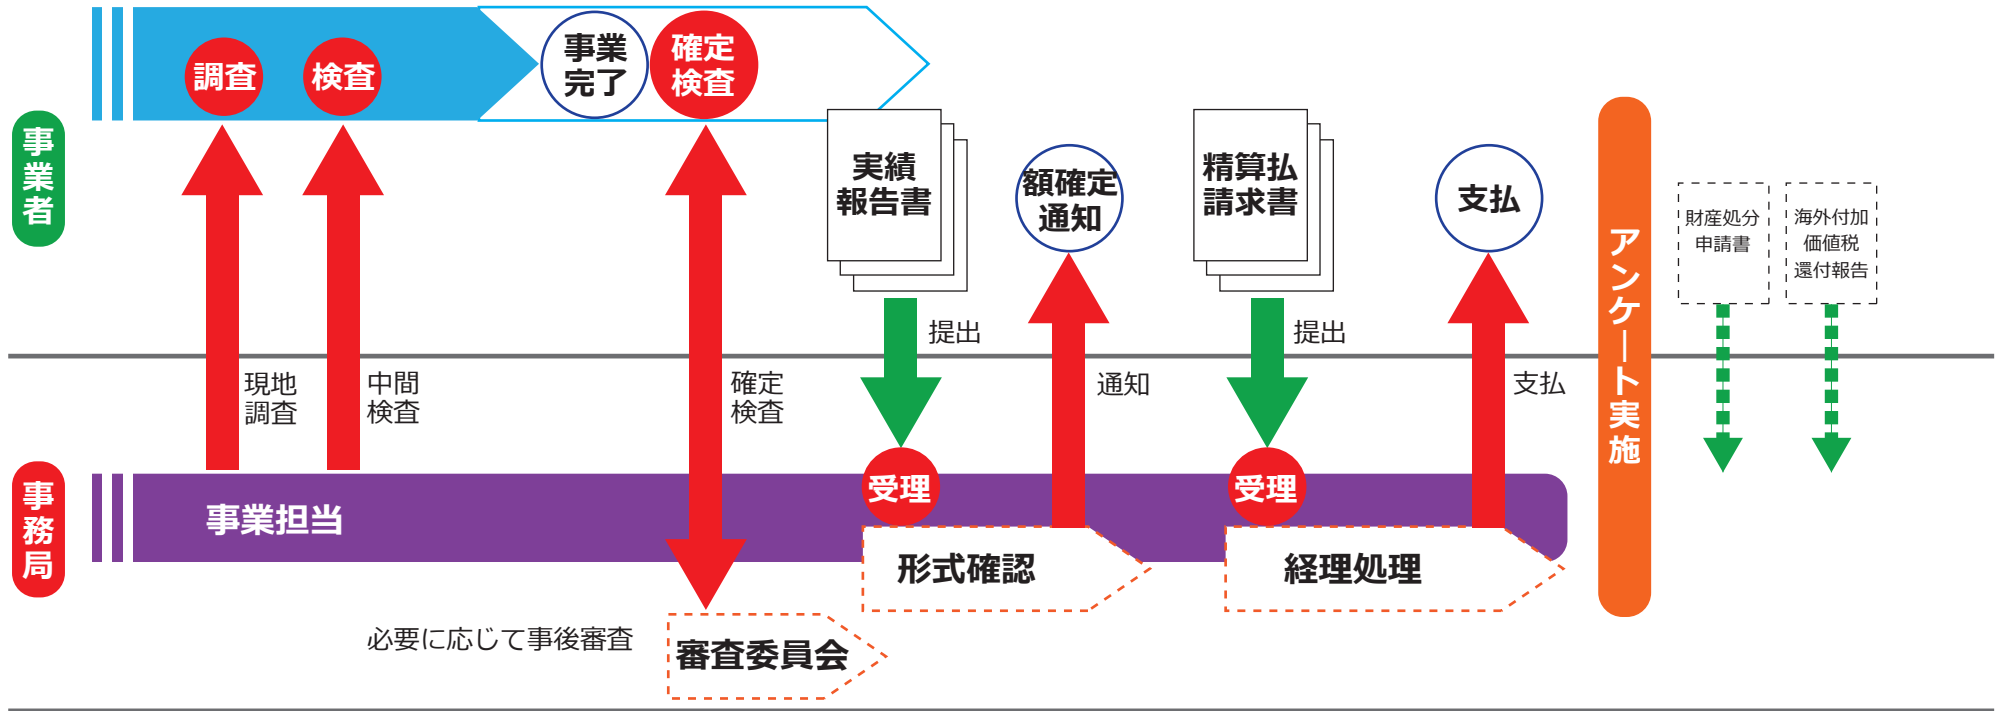 事業者
調査
検査
事業
完了
確定
検査
実績
報告書
額確定
通知
精算払
請求書
支払
アンケート実施
財産処分
申請書
海外付加
価値税
還付報告
現地
調査
中間
検査
確定
検査
提出
通知
提出
支払
事務局
事業担当
受理
形式確認
受理
経理処理
必要に応じて事後審査
審査委員会